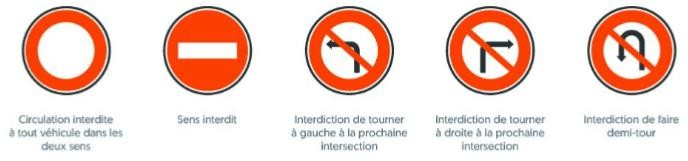 Circulation interdite
à tout véhicule dans les
deux sens
Sens interdit
Interdiction de tourner
à gauche à la prochaine
intersection
Interdiction de tourner
à droite à la prochaine
intersection
Interdiction de faire
demi-tour